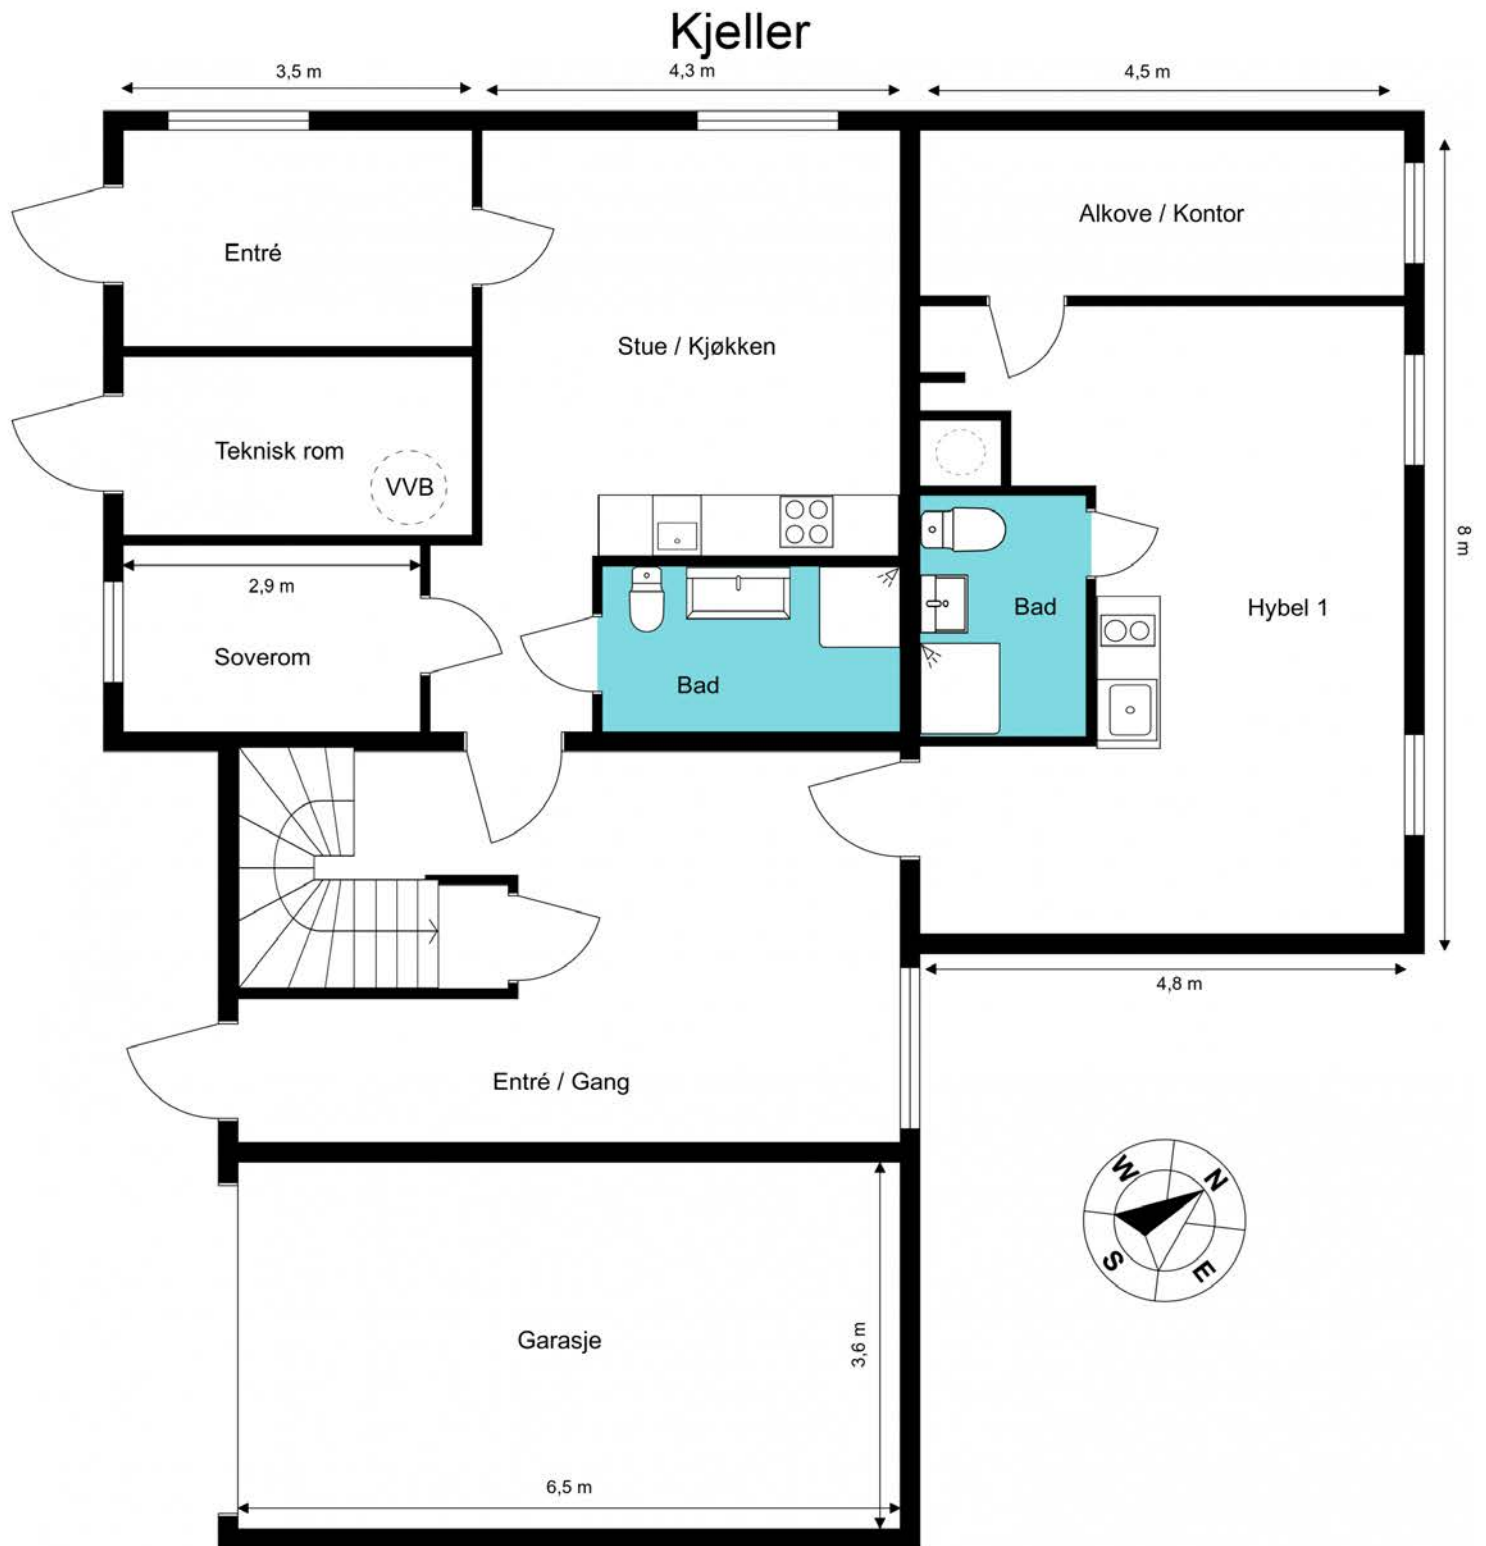 Kjeller
3,5 m
4,3 m
4,5 m
Alkove / Kontor
Entré
Stue / Kjøkken
Teknisk rom
VVB
8 m
2,9 m
Bad
Hybel 1
Soverom
Bad
4,8 m
Entré / Gang
W
N
S
E
Garasje
3,6 m
6,5 m